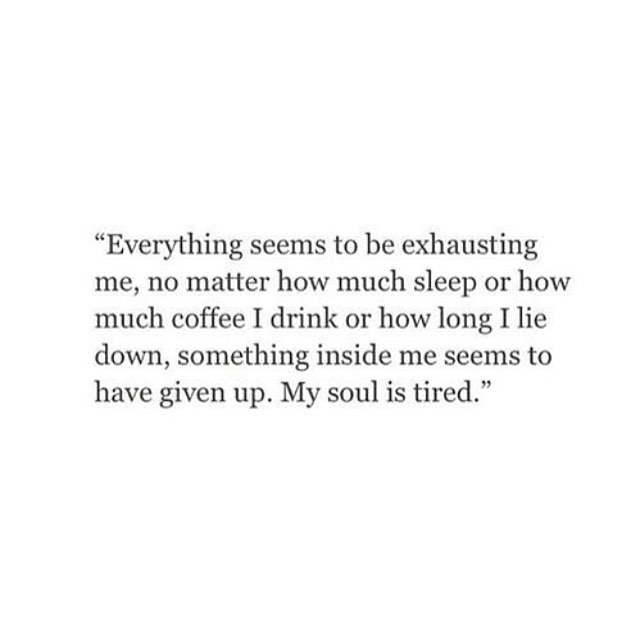 “Everything seems to be exhausting
me, no matter how much sleep or how
much coffee I drink or how long I lie
down, something inside me seems to
have given up. My soul is tired.”